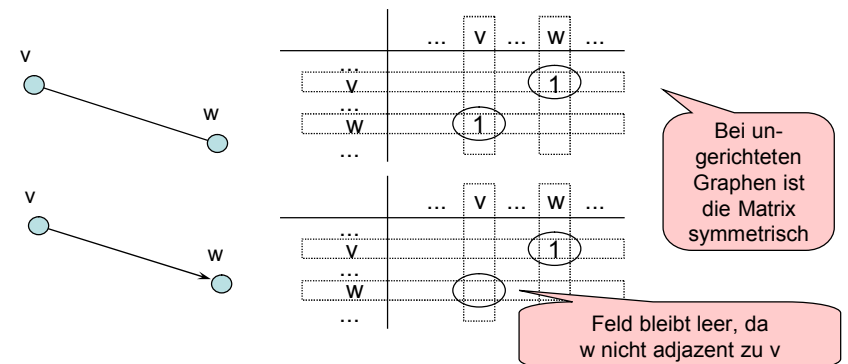 ... v ... w ...
v
...
v 1
w
...
w 1
...
Bei un-
gerichteten
Graphen ist
die Matrix
symmetrisch
v
... v ... w ...
w
...
v 1
...
w
...
Feld bleibt leer, da
w nicht adjazent zu v